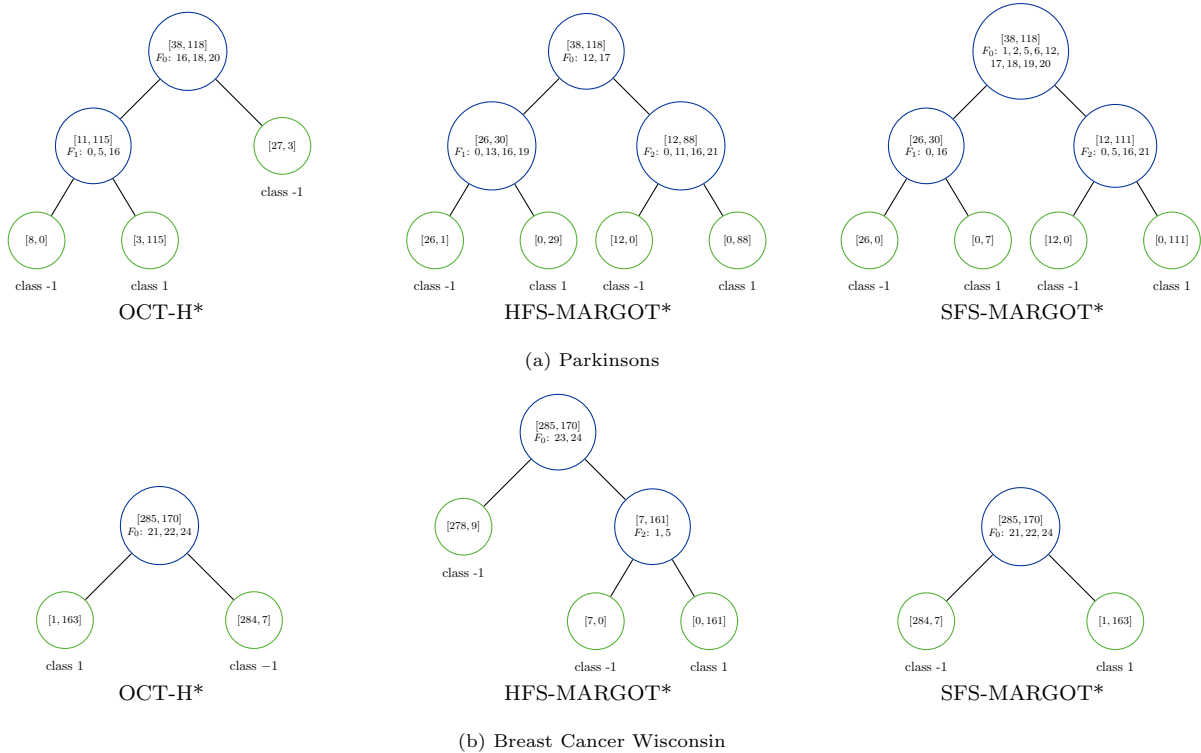 [38, 118]
F₀: 16, 18, 20
[11, 115]
F₁: 0, 5, 16
[27, 3]
class -1
[8, 0]
[3, 115]
class -1
class 1
OCT-H*
[38, 118]
F₀: 12, 17
[26, 30]
F₁: 0, 13, 16, 19
[12, 88]
F₂: 0, 11, 16, 21
[26, 1]
[0, 29]
[12, 0]
[0, 88]
class -1
class 1
class -1
class 1
HFS-MARGOT*
[38, 118]
F₀: 1, 2, 5, 6, 12,
17, 18, 19, 20
[26, 30]
F₁: 0, 16
[12, 111]
F₂: 0, 5, 16, 21
[26, 0]
[0, 7]
[12, 0]
[0, 111]
class -1
class 1
class -1
class 1
SFS-MARGOT*
(a) Parkinsons
[285, 170]
F₀: 21, 22, 24
[1, 163]
[284, 7]
class 1
class −1
OCT-H*
[285, 170]
F₀: 23, 24
[278, 9]
class -1
[7, 161]
F₂: 1, 5
[7, 0]
[0, 161]
class -1
class 1
HFS-MARGOT*
[285, 170]
F₀: 21, 22, 24
[284, 7]
[1, 163]
class -1
class 1
SFS-MARGOT*
(b) Breast Cancer Wisconsin